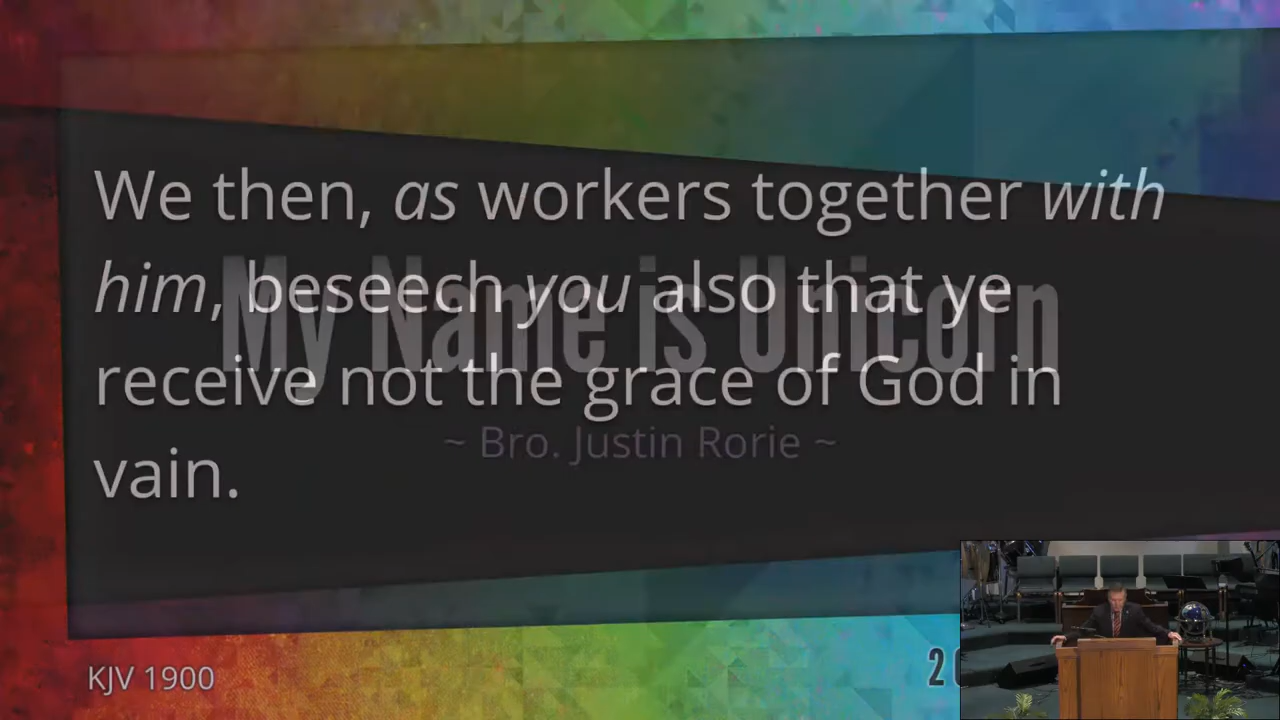 We then, as workers together with
him, beseech you also that ye
My Name is Unicorn
receive not the grace of God in
~ Bro. Justin Rorie ~
vain.
KJV 1900
2